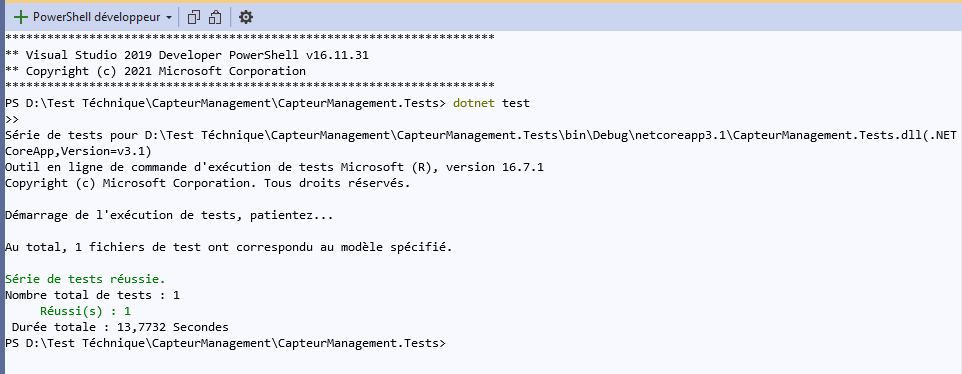 PowerShell développeur
**********************************************************************
** Visual Studio 2019 Developer PowerShell v16.11.31
** Copyright (c) 2021 Microsoft Corporation
**********************************************************************
PS D:\Test Téchnique\CapteurManagement\CapteurManagement.Tests> dotnet test
>>
Série de tests pour D:\Test Téchnique\CapteurManagement\CapteurManagement.Tests\bin\Debug\netcoreapp3.1\CapteurManagement.Tests.dll(.NET
CoreApp,Version=v3.1)
Outil en ligne de commande d'exécution de tests Microsoft (R), version 16.7.1
Copyright (c) Microsoft Corporation. Tous droits réservés.
Démarrage de l'exécution de tests, patientez...
Au total, 1 fichiers de test ont correspondu au modèle spécifié.
Série de tests réussie.
Nombre total de tests : 1
Réussi(s) : 1
Durée totale : 13,7732 Secondes
PS D:\Test Téchnique\CapteurManagement\CapteurManagement.Tests>